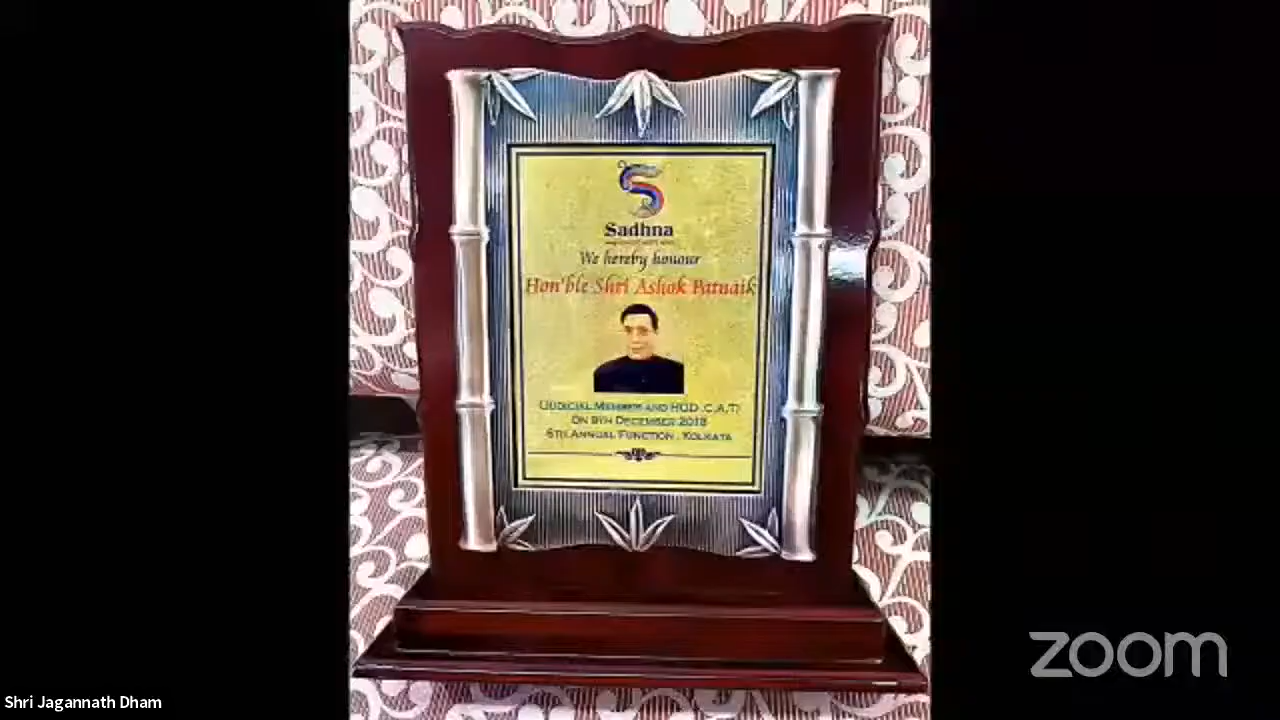 Sadhna
We hereby honour
Hon'ble Shri Ashok Patnaik
Judicial Member and HOD (C.A.T)
On 9th December 2018
6th Annual Function, Kolkata
zoom
Shri Jagannath Dham